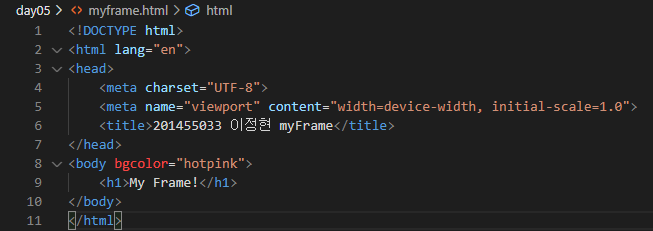 day05 > <> myframe.html > html
1 <!DOCTYPE html>
2 <html lang="en">
3 <head>
4 <meta charset="UTF-8">
5 <meta name="viewport" content="width=device-width, initial-scale=1.0">
6 <title>201455033 이정현 myFrame</title>
7 </head>
8 <body bgcolor="hotpink">
9 <h1>My Frame!</h1>
10 </body>
11 </html>